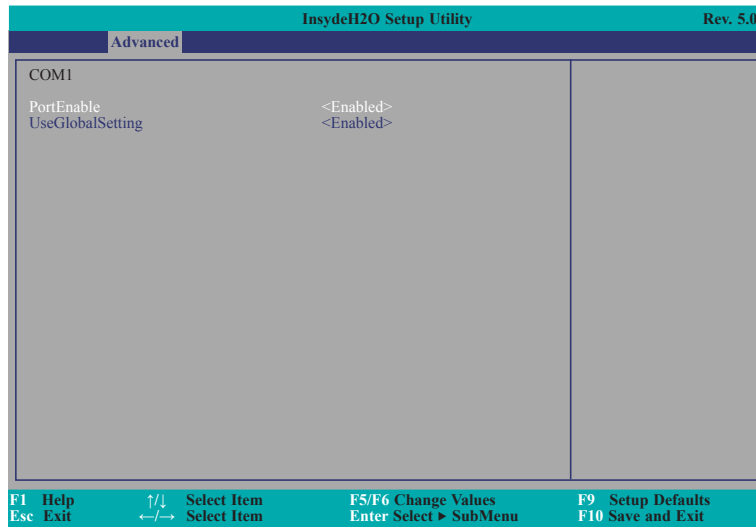 InsydeH2O Setup Utility Rev. 5.0
Advanced
COM1
PortEnable <Enabled>
UseGlobalSetting <Enabled>
F1 Help ↑/↓ Select Item F5/F6 Change Values F9 Setup Defaults
Esc Exit ←/→ Select Item Enter Select ▶ SubMenu F10 Save and Exit